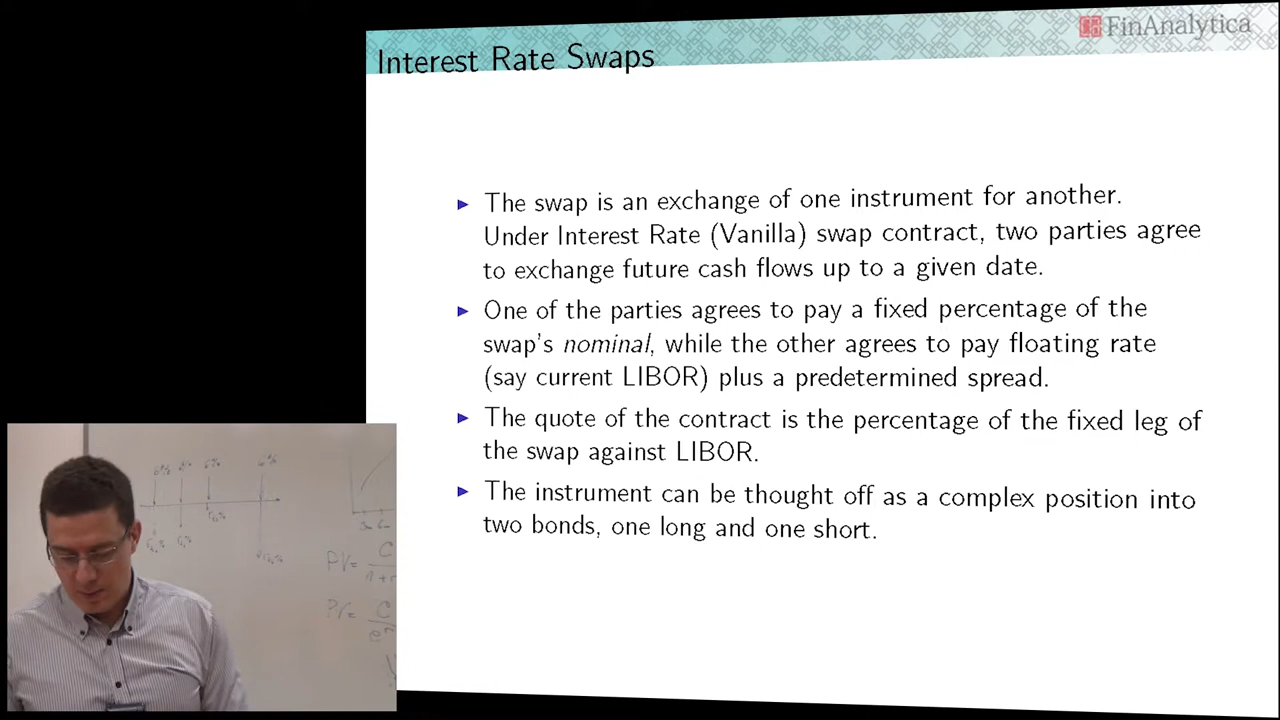 FinAnalytica
Interest Rate Swaps
The swap is an exchange of one instrument for another.
Under Interest Rate (Vanilla) swap contract, two parties agree
to exchange future cash flows up to a given date.
One of the parties agrees to pay a fixed percentage of the
swap's nominal, while the other agrees to pay floating rate
(say current LIBOR) plus a predetermined spread.
The quote of the contract is the percentage of the fixed leg of
the swap against LIBOR.
The instrument can be thought off as a complex position into
two bonds, one long and one short.
PV=
C
PV=
C